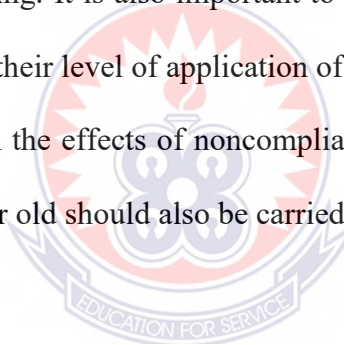 ing. It is also important to
their level of application of
the effects of noncomplia
r old should also be carried
EDUCATION FOR SERVICE